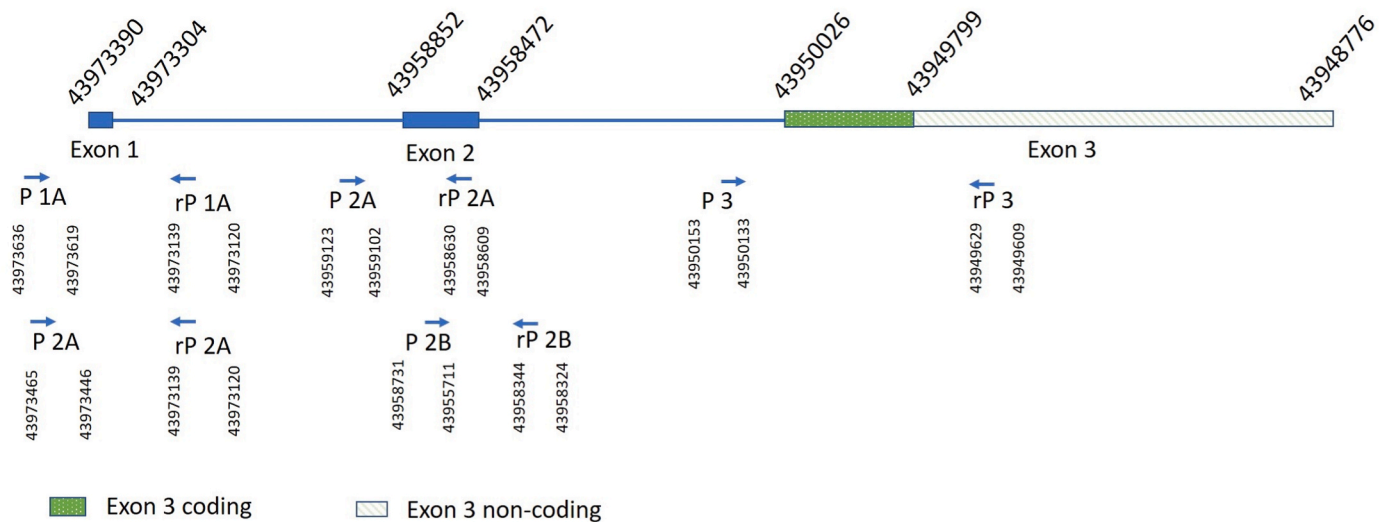 43973390
43973304
43958852
43958472
43950026
43949799
43948776
Exon 1
Exon 2
Exon 3
P 1A
rP 1A
P 2A
rP 2A
P 3
rP 3
43973636
43973619
43973139
43973120
43959123
43959102
43958630
43958609
43950153
43950133
43949629
43949609
P 2A
rP 2A
P 2B
rP 2B
43973465
43973446
43973139
43973120
43958731
43955711
43958344
43958324
Exon 3 coding
Exon 3 non-coding